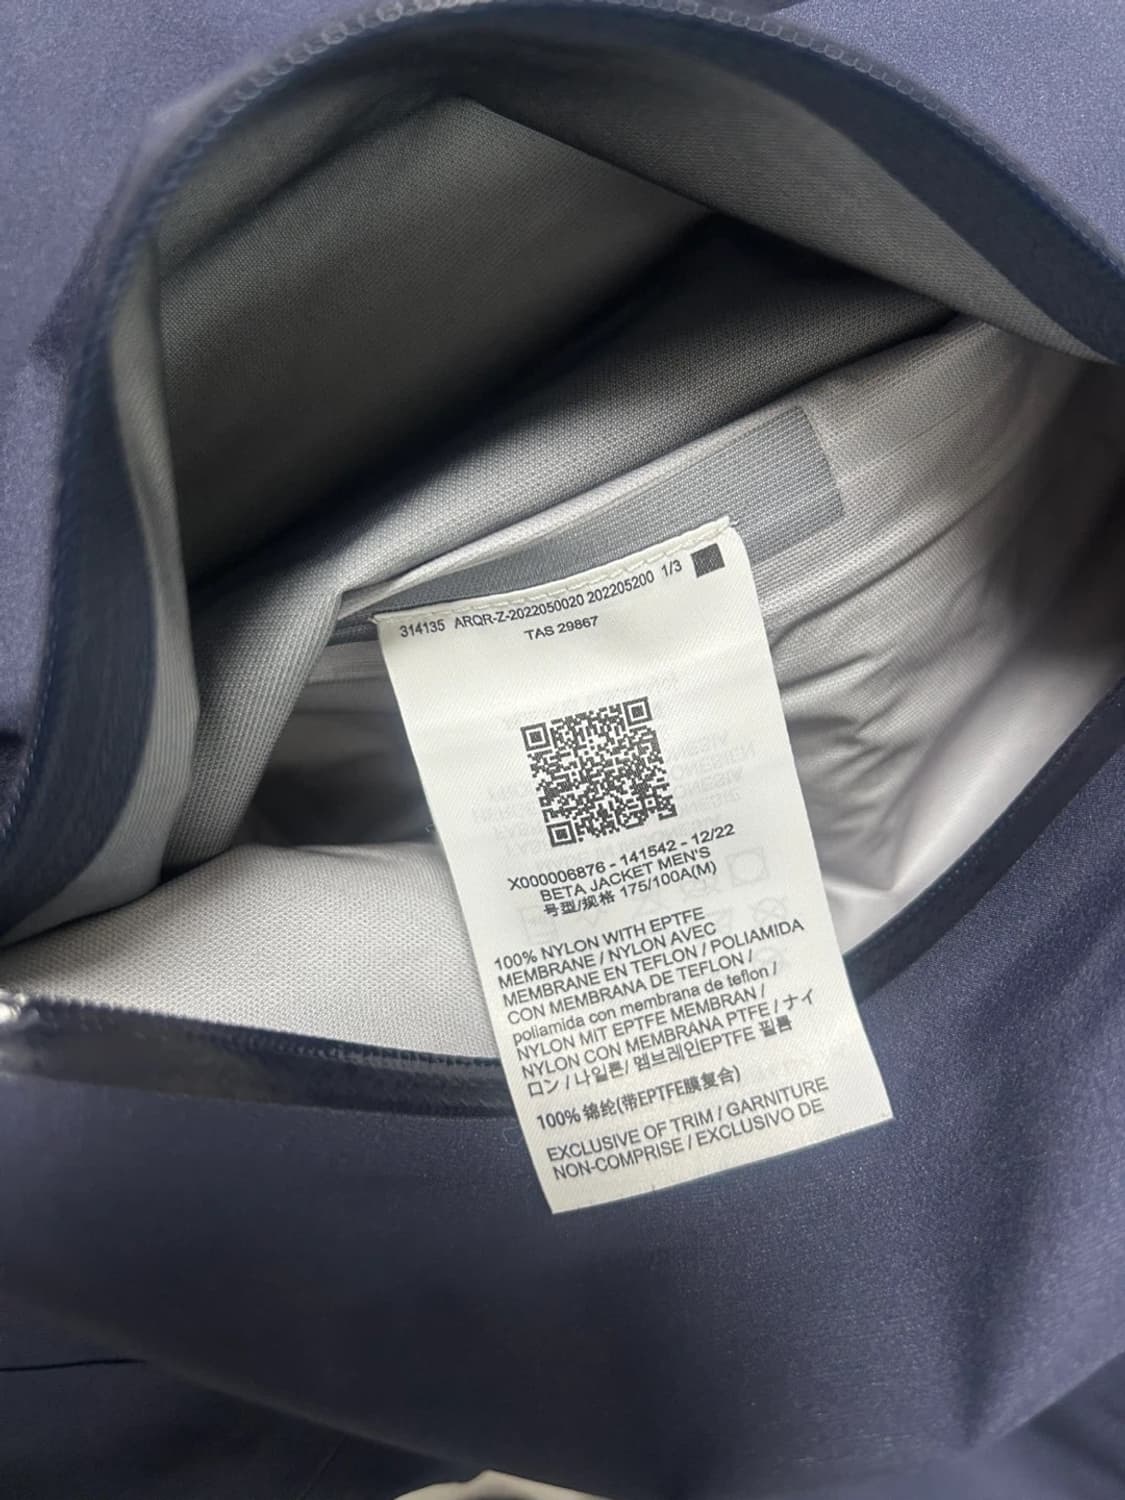 314135 ARQR-Z-2022050020 202205200 1/3
TAS 29867
X000006876 - 141542 - 12/22
BETA JACKET MEN'S
号型/规格 175/100A(M)
100% NYLON WITH EPTFE
MEMBRANE / NYLON AVEC
MEMBRANE EN TEFLON / POLIAMIDA
CON MEMBRANA DE TEFLON /
poliamida con membrana de teflon /
NYLON MIT EPTFE MEMBRAN /
NYLON CON MEMBRANA PTFE / ナイ
ロン / 나일론/ 멤브레인EPTFE 필름
100% 锦纶(带EPTFE膜复合)
EXCLUSIVE OF TRIM / GARNITURE
NON-COMPRISE / EXCLUSIVO DE